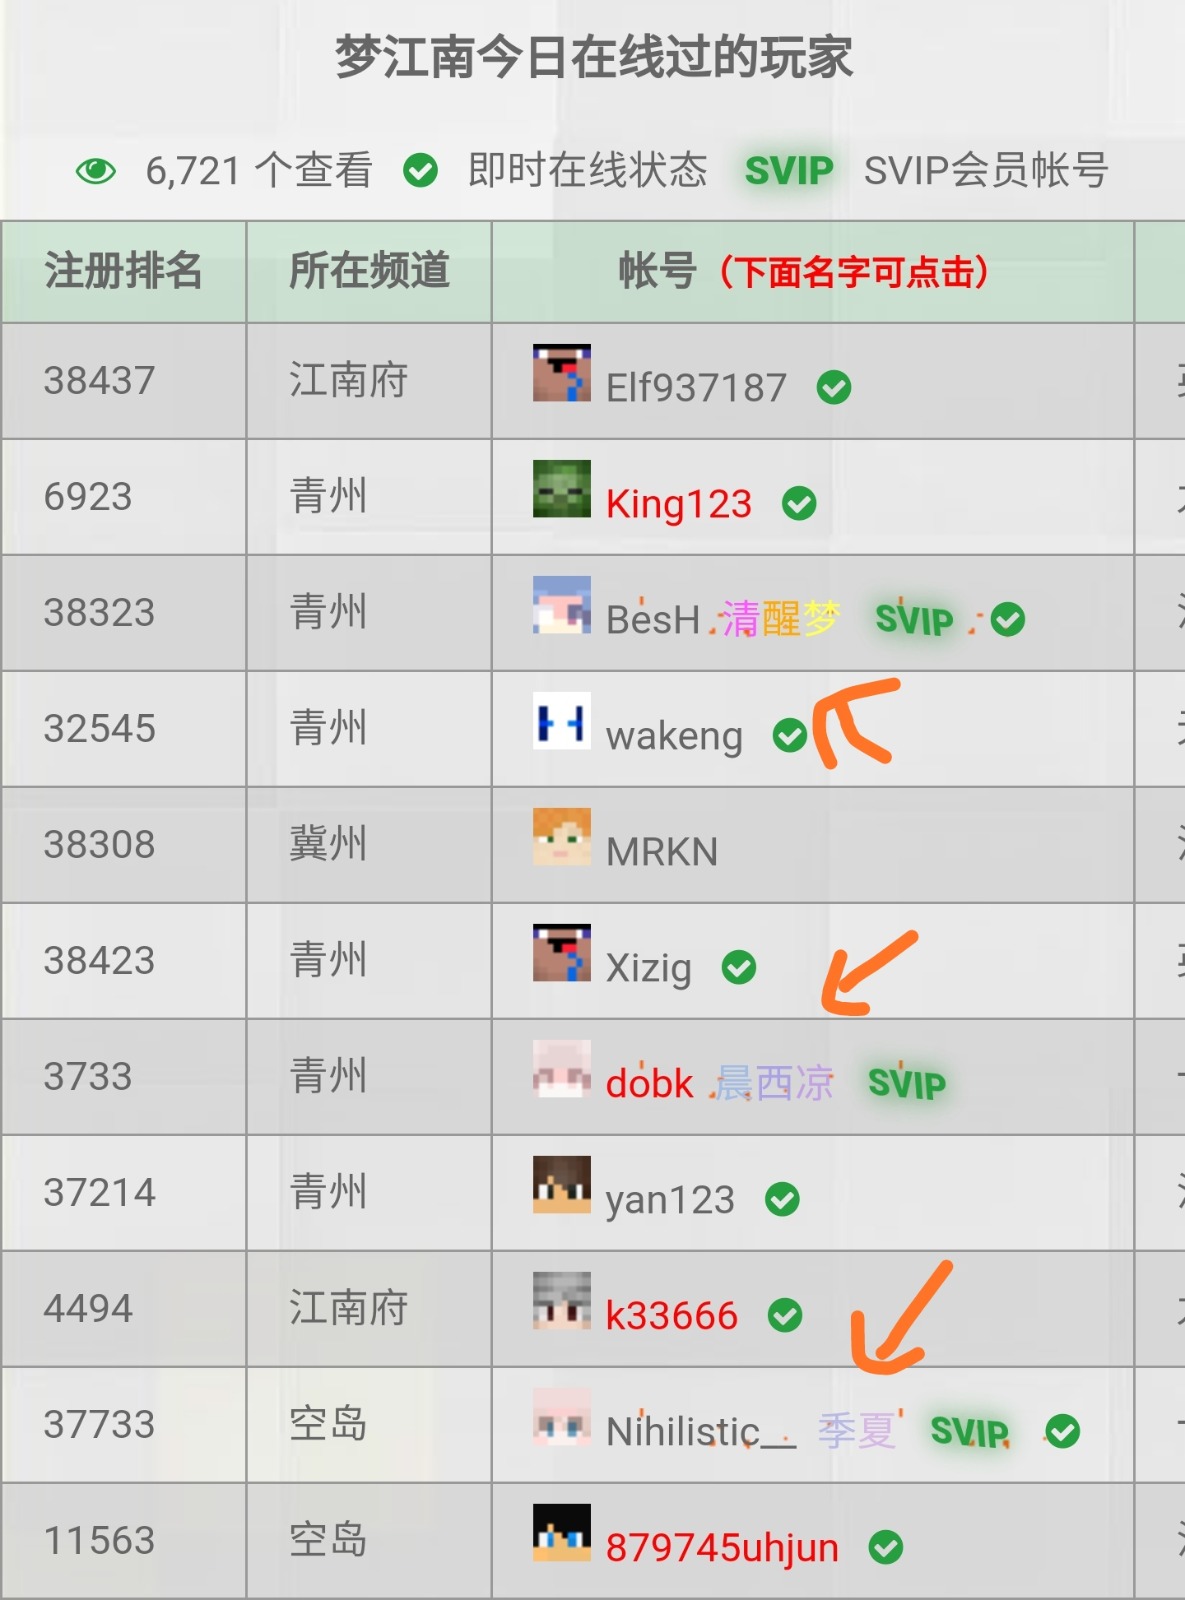 梦江南今日在线过的玩家
6,721 个查看 即时在线状态 SVIP SVIP会员帐号
注册排名 所在频道 帐号（下面名字可点击）
38437 江南府 Elf937187
6923 青州 King123
38323 青州 BesH 清醒梦 SVIP
32545 青州 wakeng
38308 冀州 MRKN
38423 青州 Xizig
3733 青州 dobk 晨西凉 SVIP
37214 青州 yan123
4494 江南府 k33666
37733 空岛 Nihilistic__ 季夏 SVIP
11563 空岛 879745uhjun